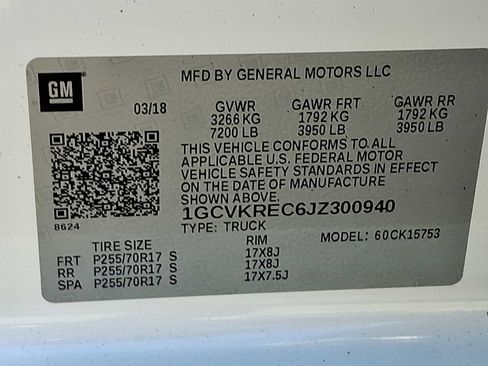 GM
MFD BY GENERAL MOTORS LLC
03/18 GVWR GAWR FRT GAWR RR
3266 KG 1792 KG 1792 KG
7200 LB 3950 LB 3950 LB
THIS VEHICLE CONFORMS TO ALL
APPLICABLE U.S. FEDERAL MOTOR
VEHICLE SAFETY STANDARDS IN EFFECT
ON THE DATE OF MANUFACTURE
SHOWN ABOVE.
1GCVKREC6JZ300940
8624
TYPE: TRUCK MODEL: 60CK15753
TIRE SIZE RIM
FRT P255/70R17 S 17X8J
RR P255/70R17 S 17X8J
SPA P255/70R17 S 17X7.5J